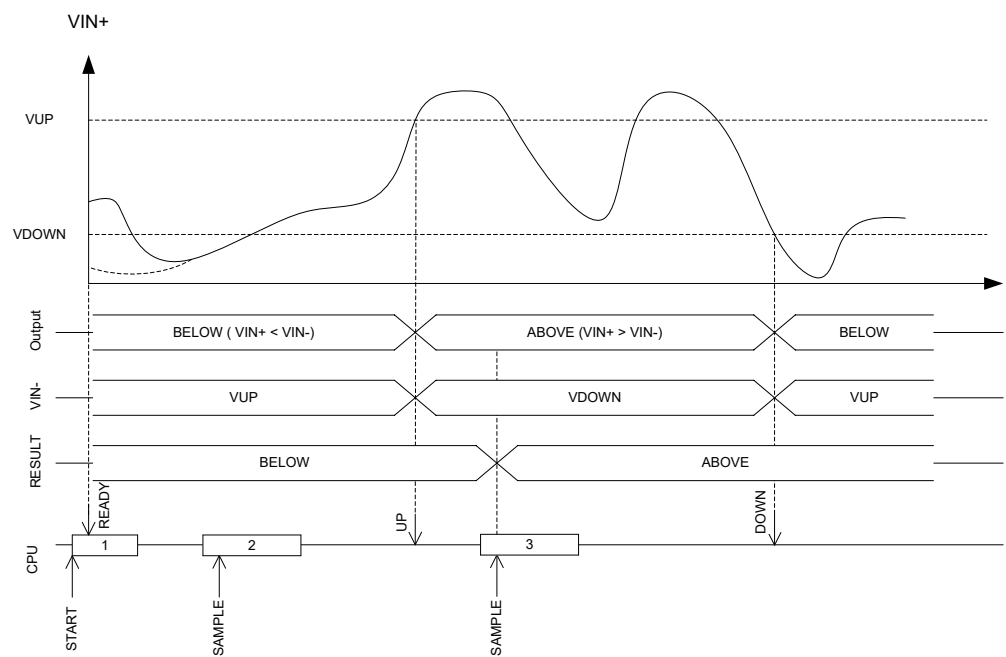 VIN+
VUP
VDOWN
Output
BELOW ( VIN+ < VIN-)
ABOVE (VIN+ > VIN-)
BELOW
VIN-
VUP
VDOWN
VUP
RESULT
BELOW
ABOVE
READY
UP
DOWN
CPU
1
2
3
START
SAMPLE
SAMPLE